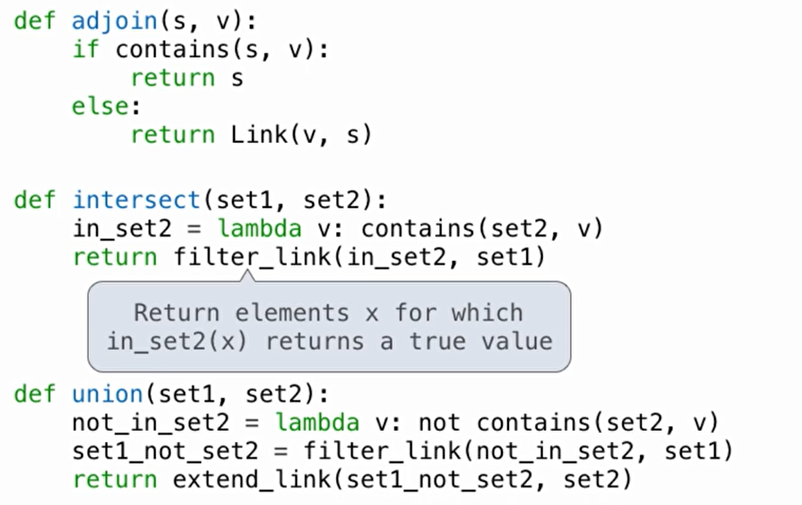 def adjoin(s, v):
    if contains(s, v):
        return s
    else:
        return Link(v, s)
def intersect(set1, set2):
    in_set2 = lambda v: contains(set2, v)
    return filter_link(in_set2, set1)
Return elements x for which
in_set2(x) returns a true value
def union(set1, set2):
    not_in_set2 = lambda v: not contains(set2, v)
    set1_not_set2 = filter_link(not_in_set2, set1)
    return extend_link(set1_not_set2, set2)